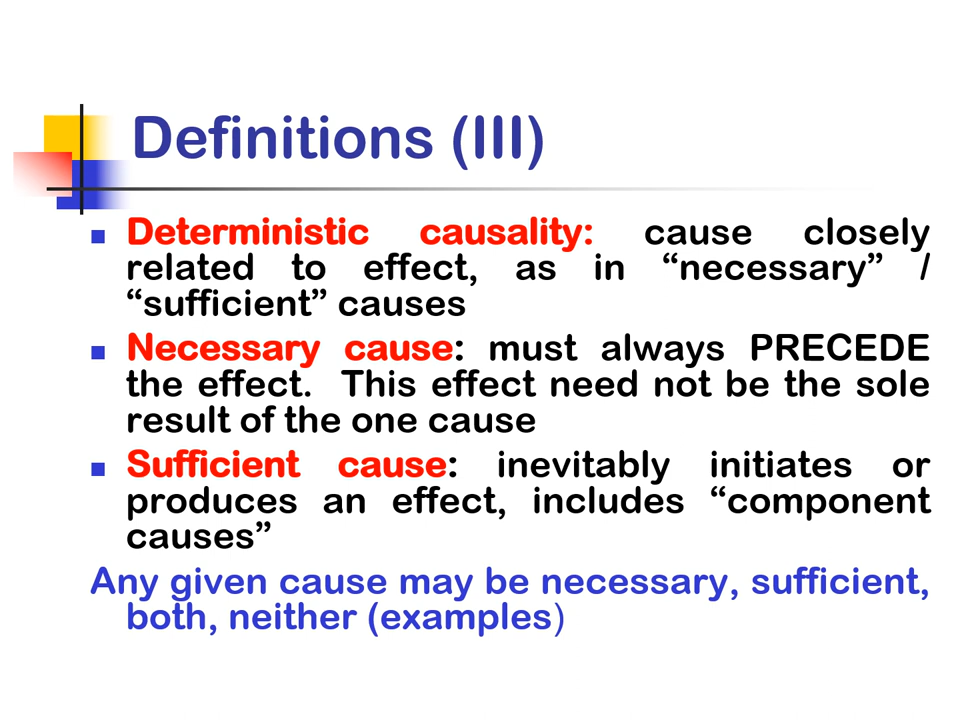 Definitions (III)
Deterministic causality: cause closely
related to effect, as in “necessary” /
“sufficient” causes
Necessary cause: must always PRECEDE
the effect.  This effect need not be the sole
result of the one cause
Sufficient cause: inevitably initiates or
produces an effect, includes “component
causes”
Any given cause may be necessary, sufficient,
both, neither (examples)